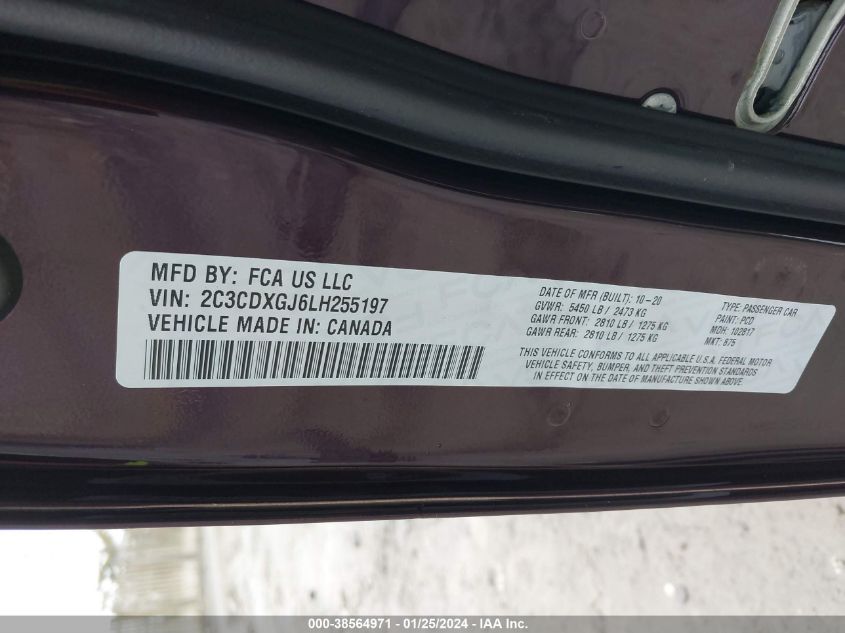 MFD BY: FCA US LLC
VIN: 2C3CDXGJ6LH255197
VEHICLE MADE IN: CANADA
DATE OF MFR (BUILT): 10-20
GVWR: 5450 LB / 2473 KG
GAWR FRONT: 2810 LB / 1275 KG
GAWR REAR: 2810 LB / 1275 KG
TYPE: PASSENGER CAR
PAINT: PCD
MDH: 102817
MKT: 875
THIS VEHICLE CONFORMS TO ALL APPLICABLE U.S.A. FEDERAL MOTOR
VEHICLE SAFETY, BUMPER, AND THEFT PREVENTION STANDARDS
IN EFFECT ON THE DATE OF MANUFACTURE SHOWN ABOVE.
000-38564971 / 01/25/2024 - IAA Inc.